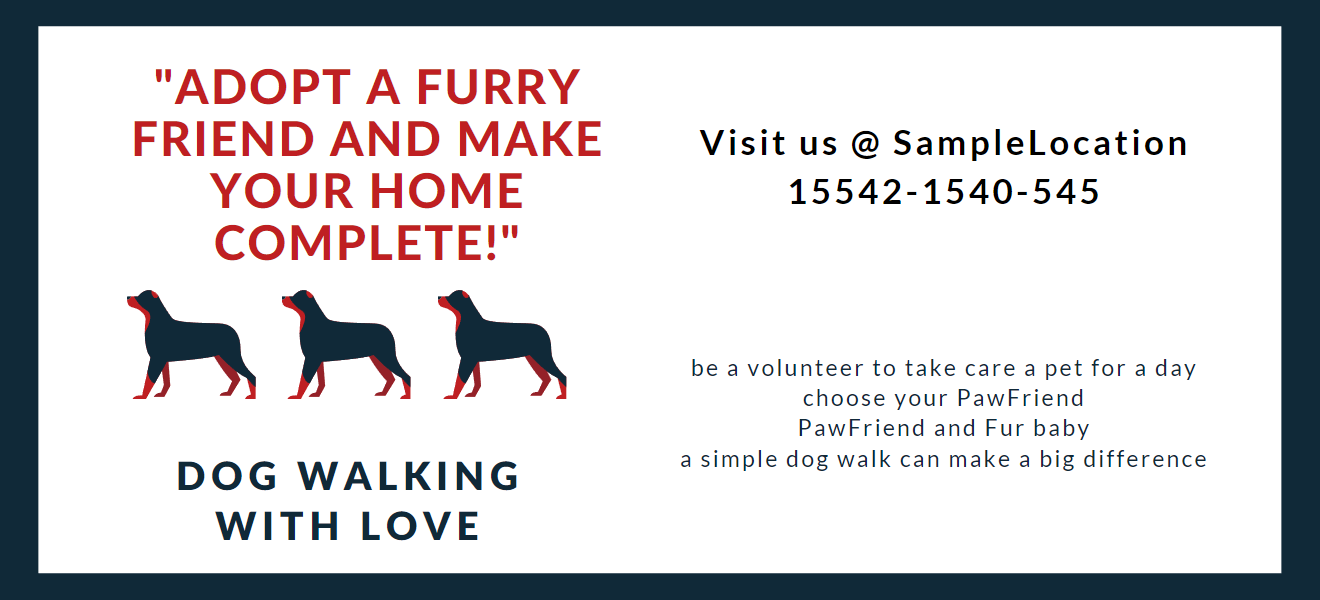 "ADOPT A FURRY
FRIEND AND MAKE
YOUR HOME
COMPLETE!"
DOG WALKING
WITH LOVE
Visit us @ SampleLocation
15542-1540-545
be a volunteer to take care a pet for a day
choose your PawFriend
PawFriend and Fur baby
a simple dog walk can make a big difference